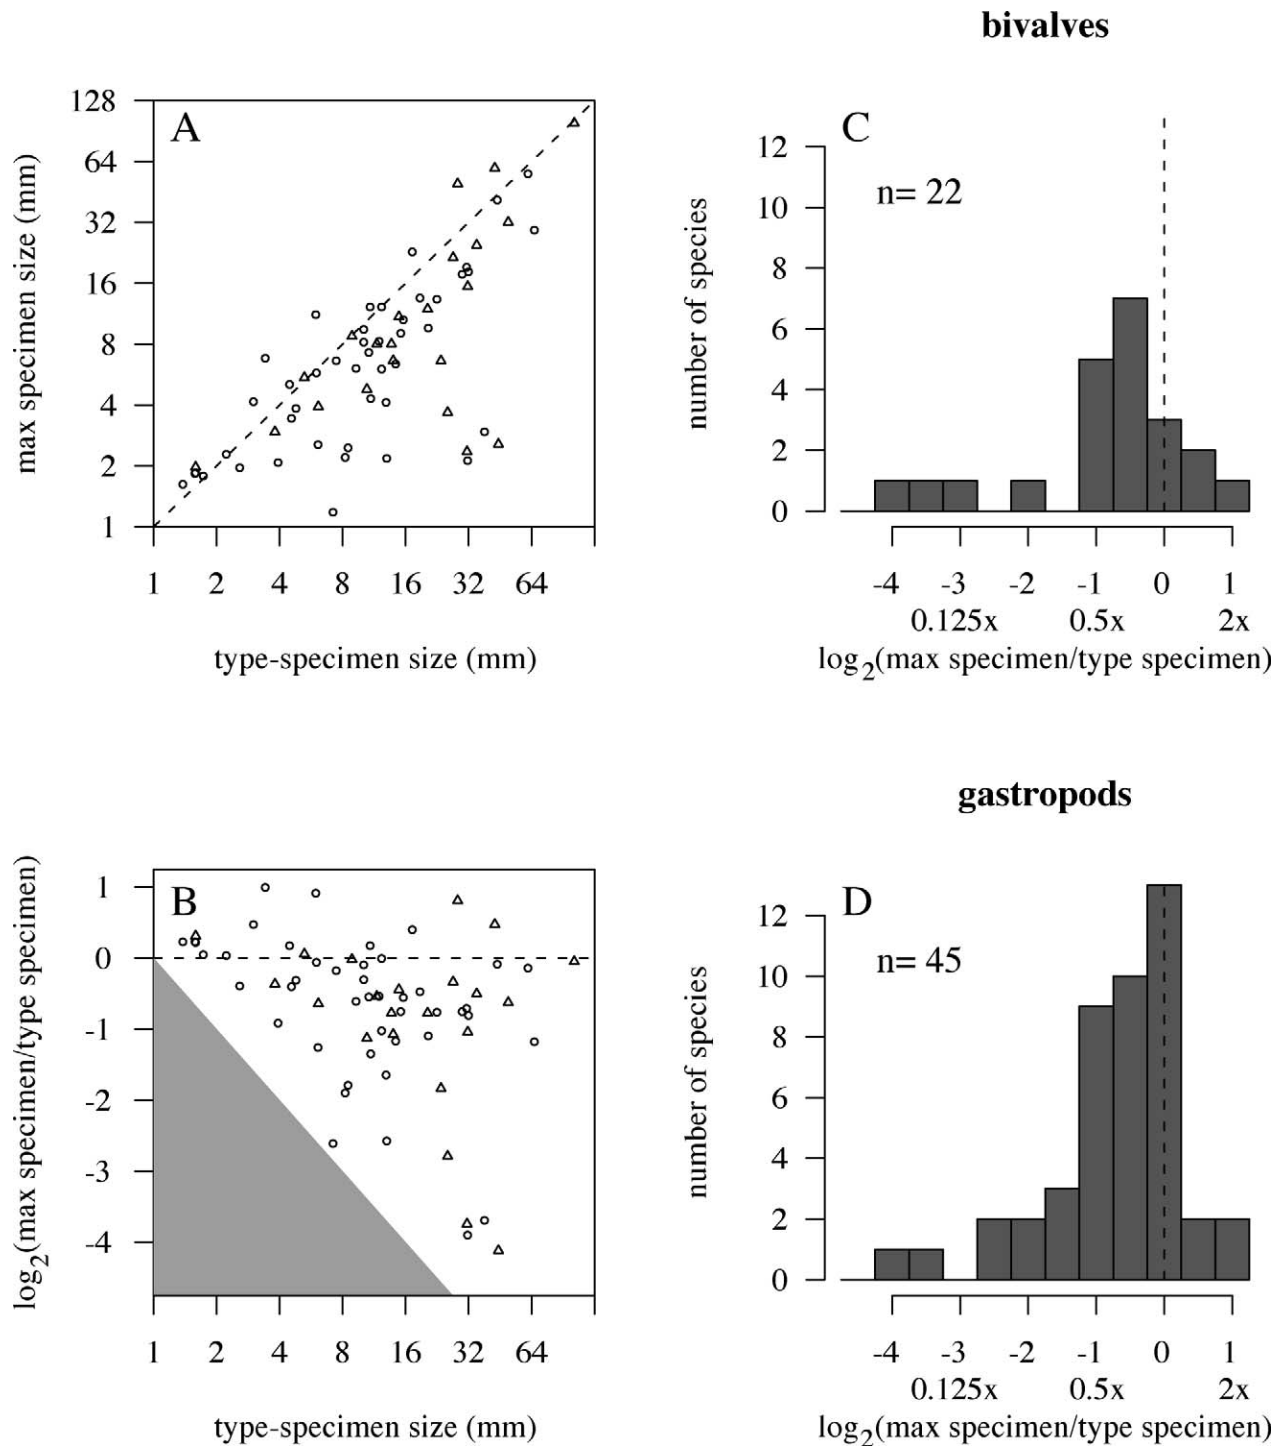 bivalves
A
128
64
32
16
8
4
2
1
max specimen size (mm)
1 2 4 8 16 32 64
type-specimen size (mm)
C
n= 22
12
10
8
6
4
2
0
number of species
-4 -3 -2 -1 0 1
0.125x 0.5x 2x
log2(max specimen/type specimen)
gastropods
B
1
0
-1
-2
-3
-4
log2(max specimen/type specimen)
1 2 4 8 16 32 64
type-specimen size (mm)
D
n= 45
12
10
8
6
4
2
0
number of species
-4 -3 -2 -1 0 1
0.125x 0.5x 2x
log2(max specimen/type specimen)